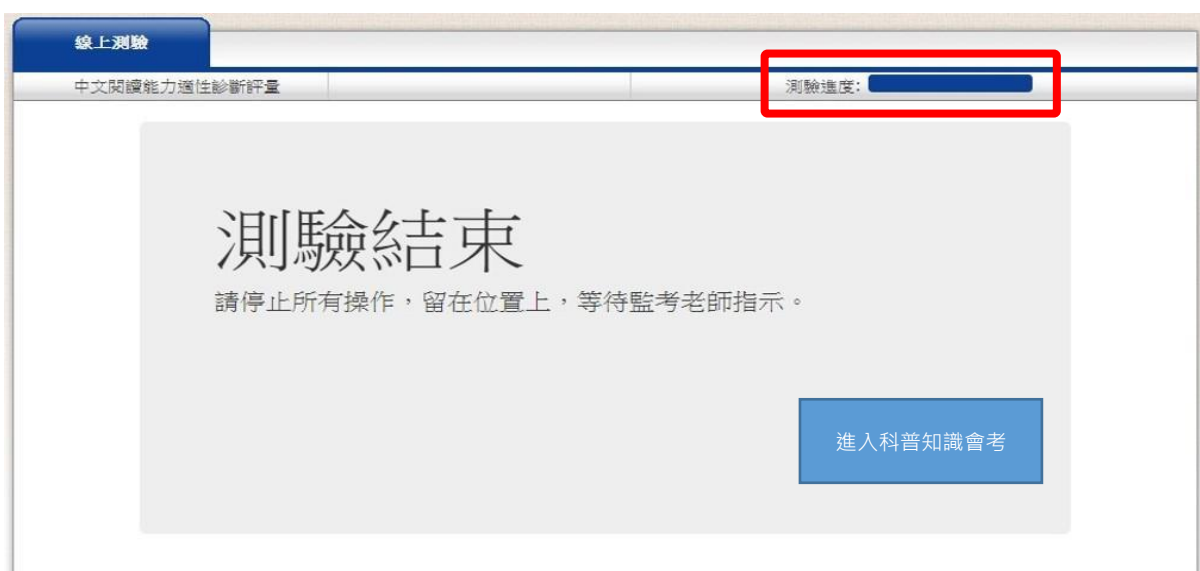 線上測驗
中文閱讀能力適性診斷評量
測驗進度:
測驗結束
請停止所有操作，留在位置上，等待監考老師指示。
進入科普知識會考